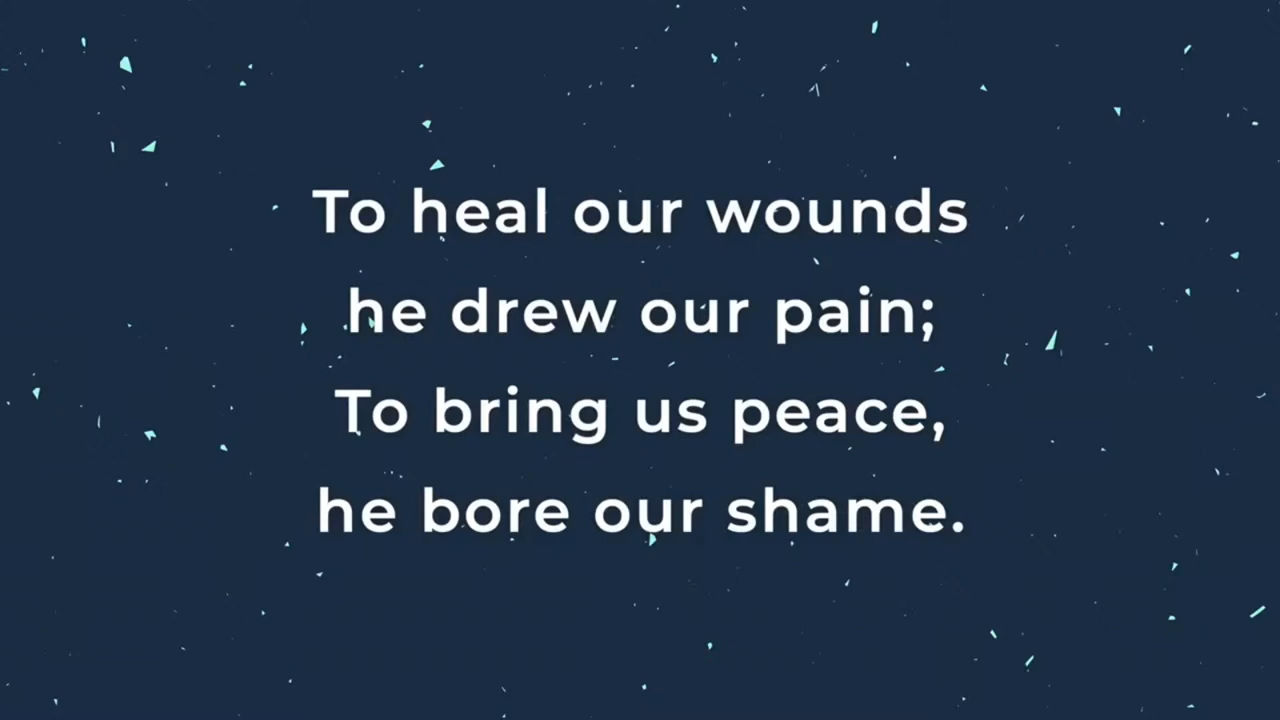 To heal our wounds
he drew our pain;
To bring us peace,
he bore our shame.